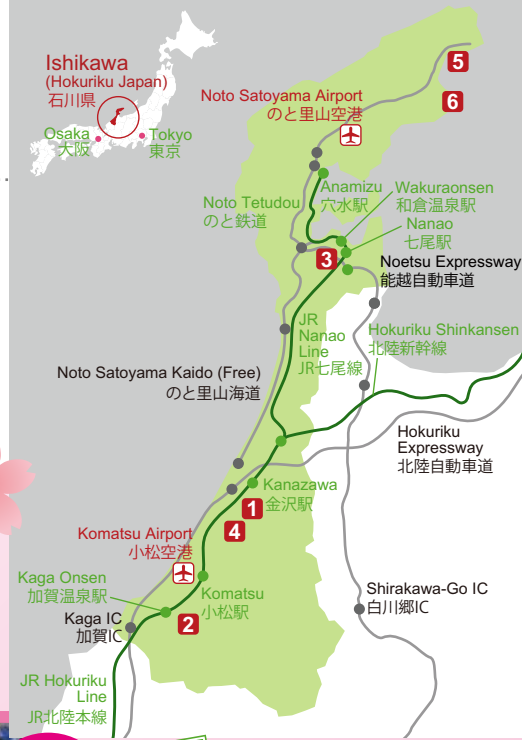 Ishikawa
(Hokuriku Japan)
石川県
Osaka
大阪
Tokyo
東京
5
6
Noto Satoyama Airport
のと里山空港
Anamizu
穴水駅
Wakuraonsen
和倉温泉駅
Noto Tetudou
のと鉄道
Nanao
七尾駅
3
Noetsu Expressway
能越自動車道
JR
Nanao
Line
JR七尾線
Hokuriku Shinkansen
北陸新幹線
Noto Satoyama Kaido (Free)
のと里山海道
Hokuriku
Expressway
北陸自動車道
Kanazawa
金沢駅
1
4
Komatsu Airport
小松空港
Kaga Onsen
加賀温泉駅
Komatsu
小松駅
Shirakawa-Go IC
白川郷IC
Kaga IC
加賀IC
2
JR Hokuriku
Line
JR北陸本線